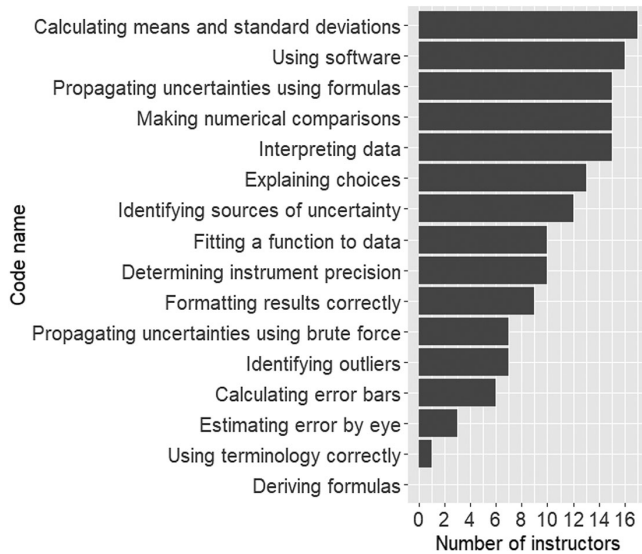 Calculating means and standard deviations
Using software
Propagating uncertainties using formulas
Making numerical comparisons
Interpreting data
Explaining choices
Identifying sources of uncertainty
Fitting a function to data
Determining instrument precision
Formatting results correctly
Propagating uncertainties using brute force
Identifying outliers
Calculating error bars
Estimating error by eye
Using terminology correctly
Deriving formulas
Code name
0 2 4 6 8 10 12 14 16
Number of instructors